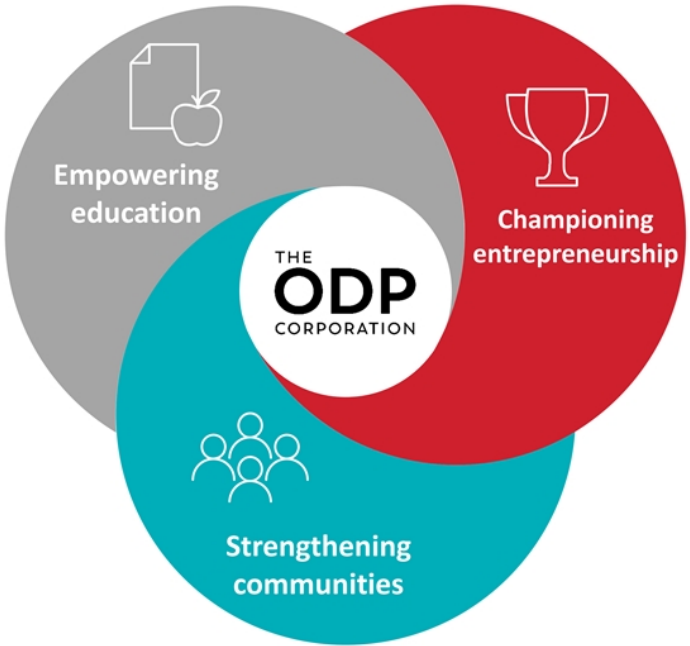 Empowering
education
Championing
entrepreneurship
THE
ODP
CORPORATION
Strengthening
communities